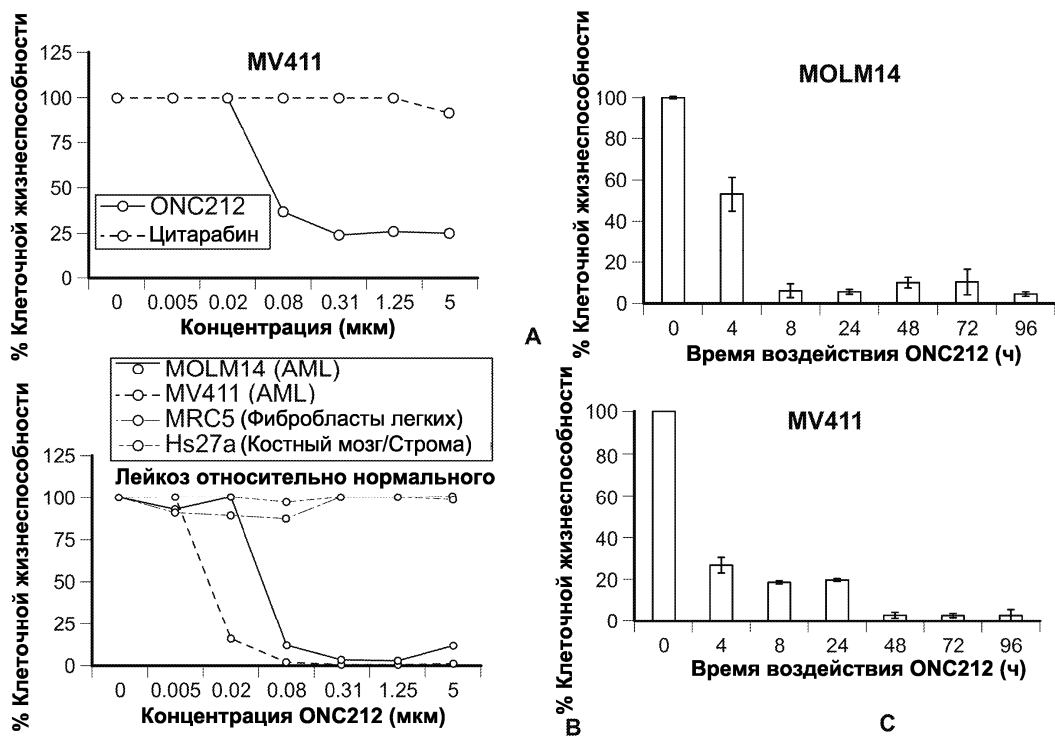 MV411
% Клеточной жизнеспособности
125
100
75
50
25
0
ONC212
Цитарабин
0 0.005 0.02 0.08 0.31 1.25 5
Концентрация (мкм)
A
MOLM14
% Клеточной жизнеспособности
100
80
60
40
20
0
0 4 8 24 48 72 96
Время воздействия ONC212 (ч)
MOLM14 (AML)
MV411 (AML)
MRC5 (Фибробласты легких)
Hs27a (Костный мозг/Строма)
Лейкоз относительно нормального
% Клеточной жизнеспособности
125
100
75
50
25
0
0 0.005 0.02 0.08 0.31 1.25 5
Концентрация ONC212 (мкм)
B
MV411
% Клеточной жизнеспособности
100
80
60
40
20
0
0 4 8 24 48 72 96
Время воздействия ONC212 (ч)
C